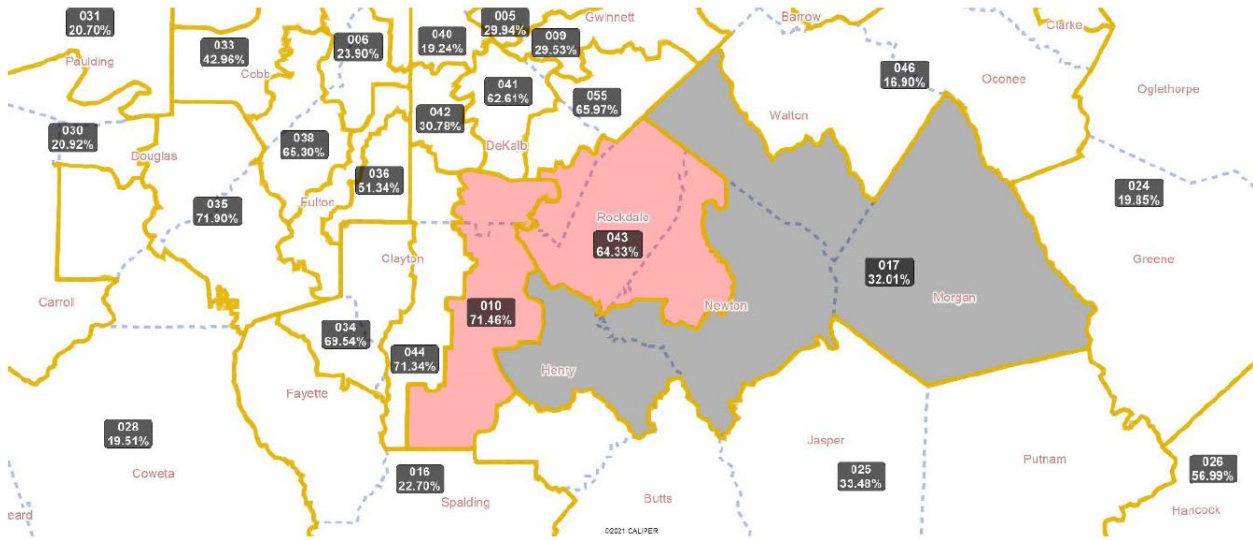 031
20.70%
Paulding
033
42.96%
Cobb
006
23.90%
040
19.24%
005
29.94%
009
29.53%
Gwinnett
Barrow
Clarke
046
16.90%
Oconee
Oglethorpe
041
62.61%
055
65.97%
042
30.78%
DeKalb
Walton
030
20.92%
Douglas
038
65.30%
036
51.34%
Fulton
035
71.90%
024
19.85%
Greene
Rockdale
043
64.33%
Clayton
017
32.01%
Morgan
Carroll
010
71.46%
Newton
034
69.54%
044
71.34%
Henry
Fayette
028
19.51%
Coweta
016
22.70%
Spalding
Butts
Jasper
025
33.48%
Putnam
026
56.99%
Hancock
eard
©2021 CALIPER